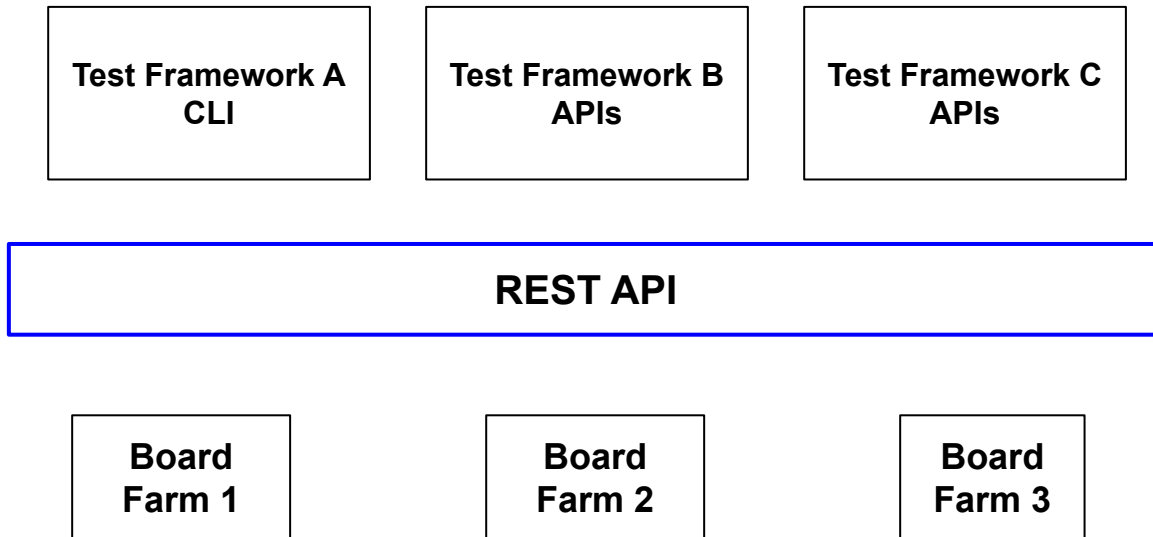 Test Framework A
CLI
Test Framework B
APIs
Test Framework C
APIs
REST API
Board
Farm 1
Board
Farm 2
Board
Farm 3